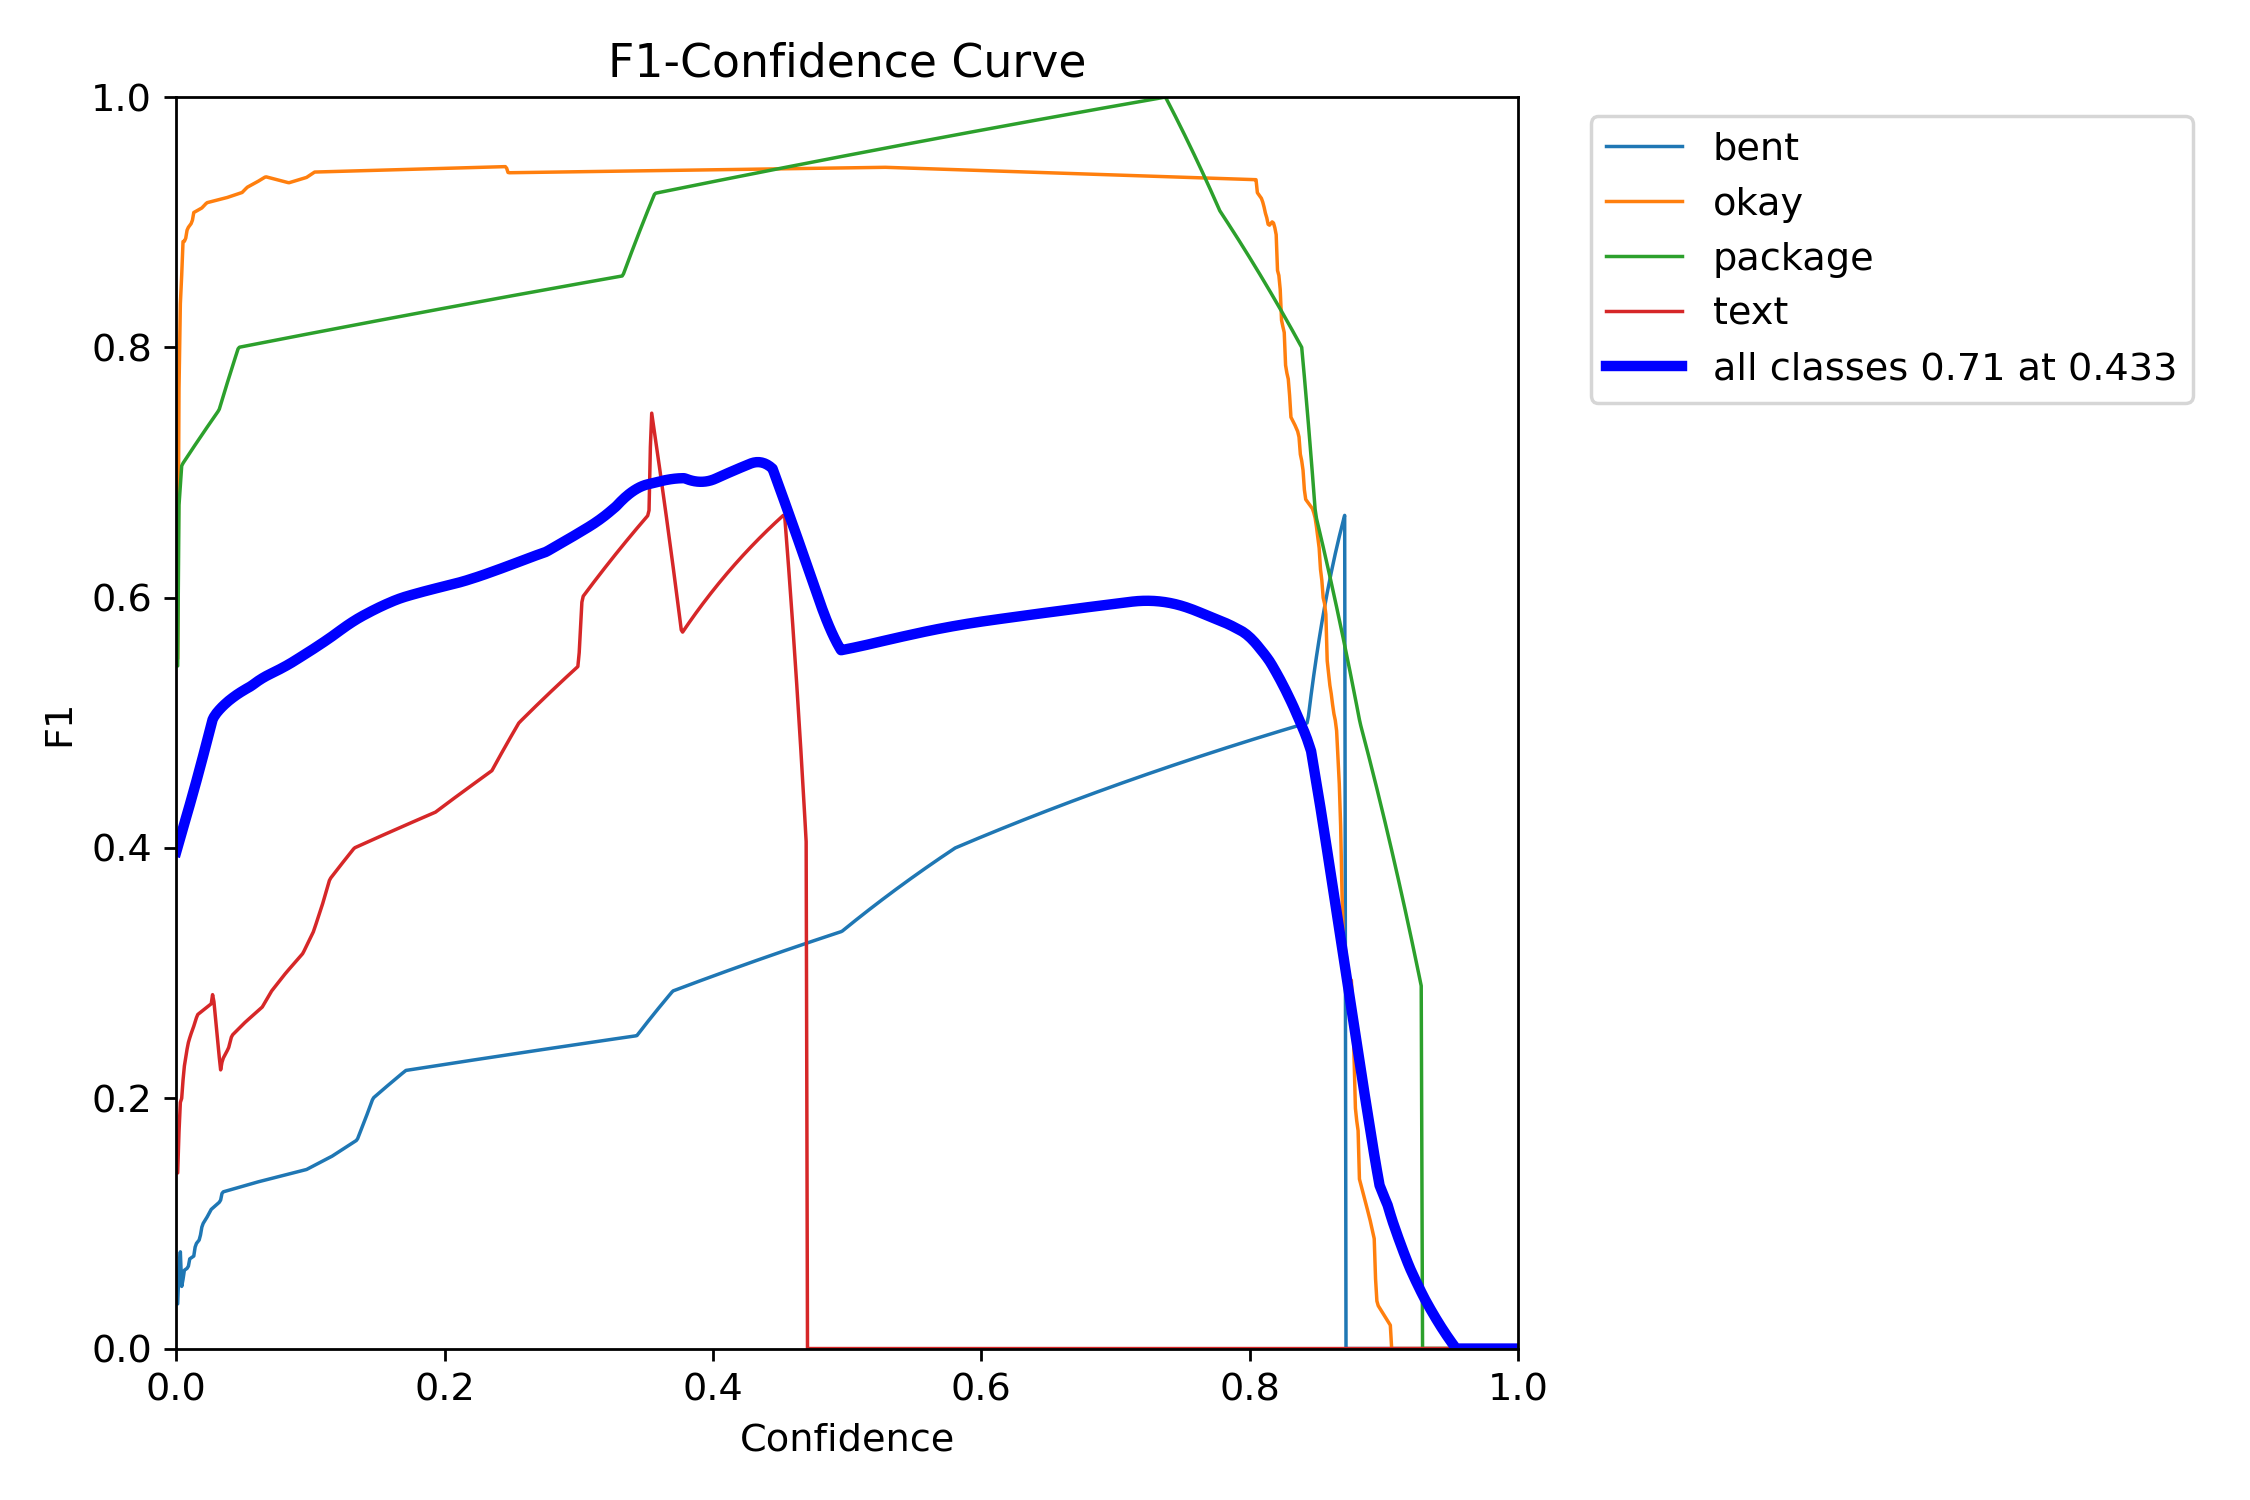 F1-Confidence Curve
1.0
0.8
0.6
0.4
0.2
0.0
F1
0.0 0.2 0.4 0.6 0.8 1.0
Confidence
bent
okay
package
text
all classes 0.71 at 0.433